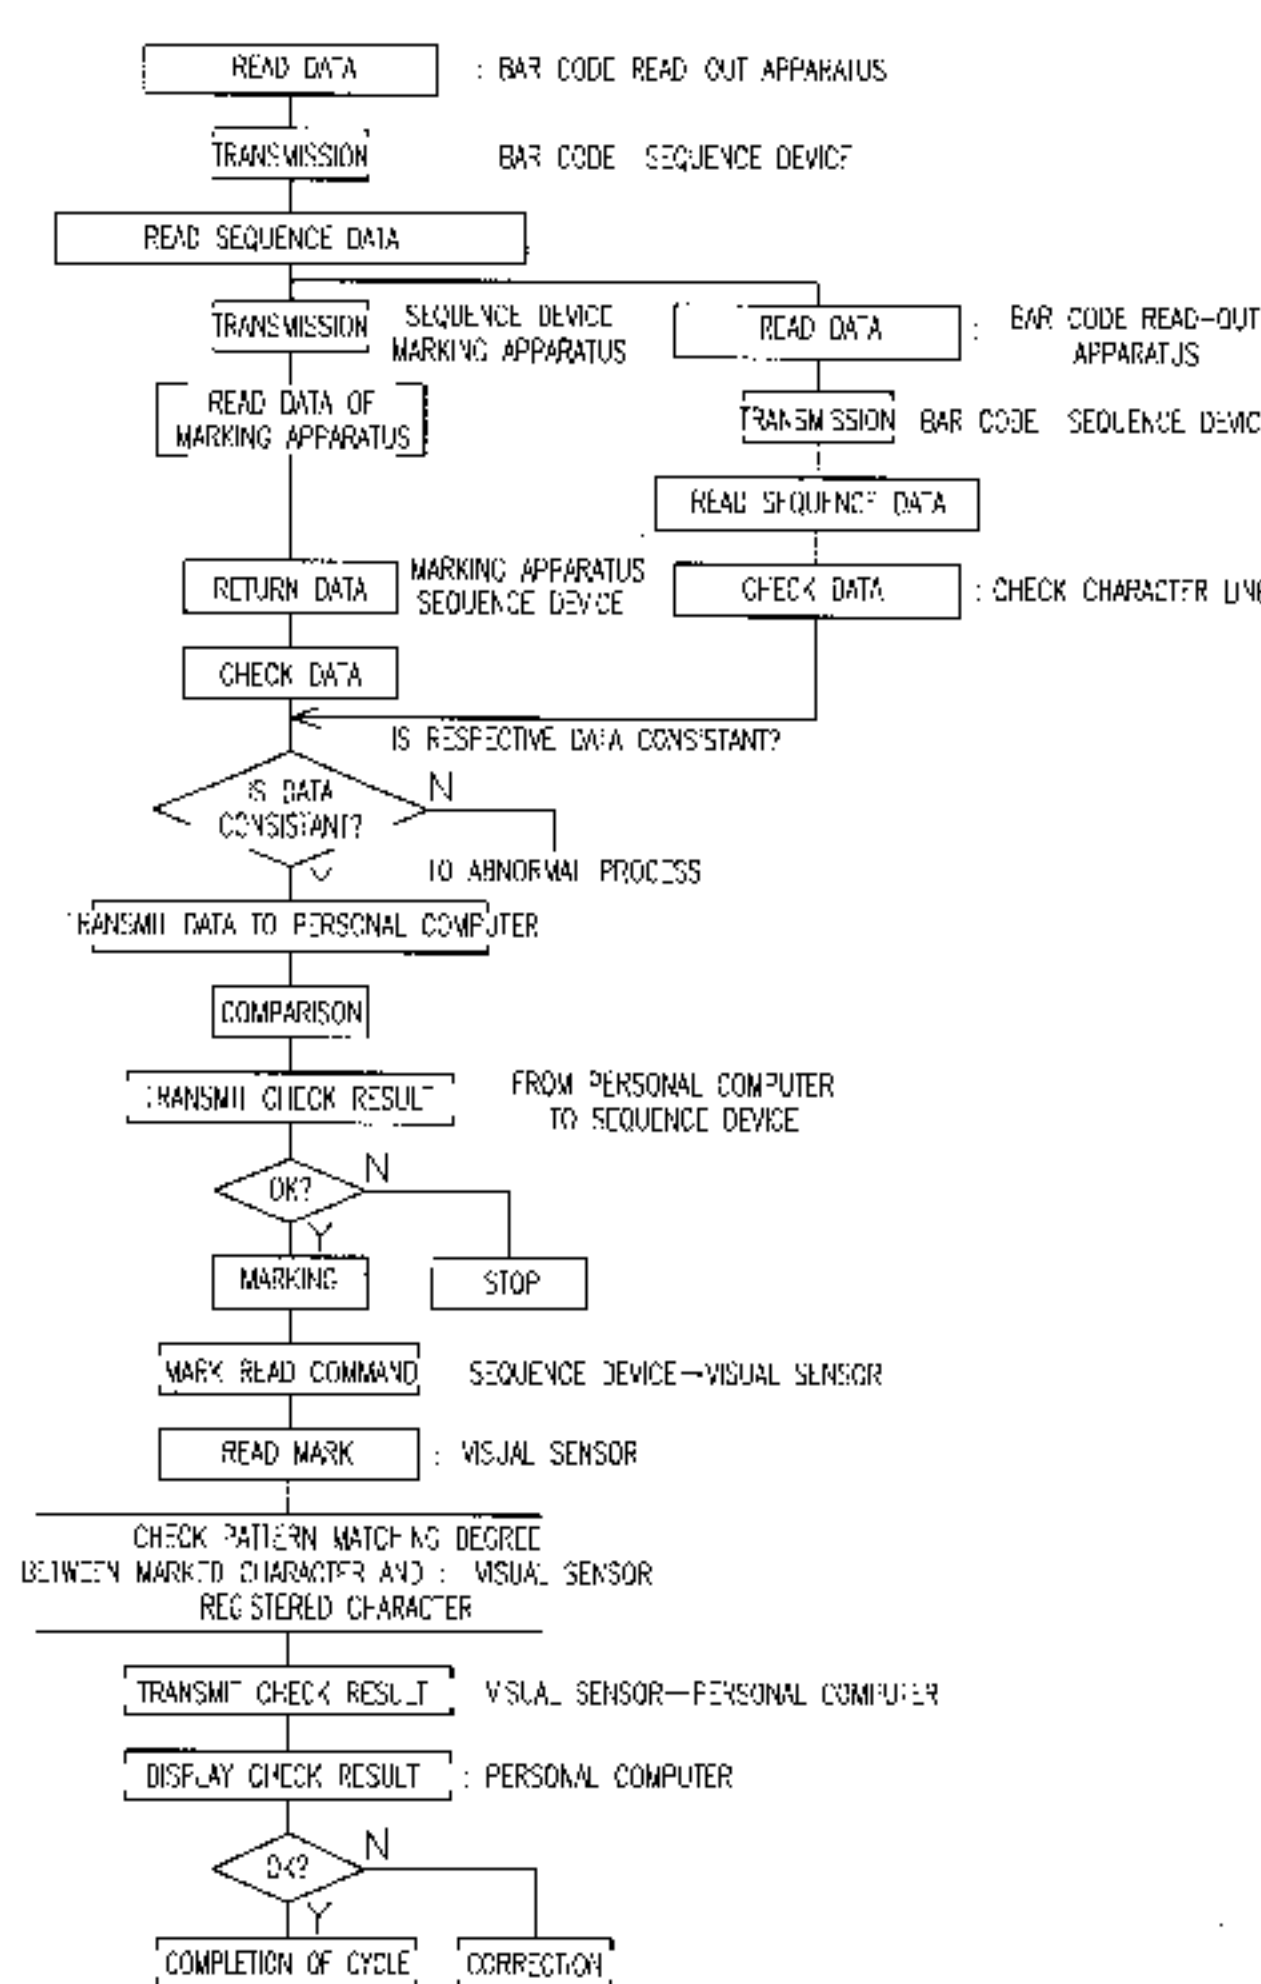 READ DATA : BAR CODE READ OUT APPARATUS
TRANSMISSION BAR CODE SEQUENCE DEVICE
READ SEQUENCE DATA
TRANSMISSION SEQUENCE DEVICE
MARKING APPARATUS
READ DATA : BAR CODE READ-OUT
APPARATUS
READ DATA OF
MARKING APPARATUS
TRANSMISSION BAR CODE SEQUENCE DEVIC
READ SEQUENCE DATA
RETURN DATA MARKING APPARATUS
SEQUENCE DEVICE
CHECK DATA : CHECK CHARACTER LINE
CHECK DATA
IS RESPECTIVE DATA CONSISTANT?
IS DATA
CONSISTANT?
N
Y
TO ABNORMAL PROCESS
TRANSMIT DATA TO PERSONAL COMPUTER
COMPARISON
TRANSMIT CHECK RESULT FROM PERSONAL COMPUTER
TO SEQUENCE DEVICE
OK?
N
Y
MARKING STOP
MARK READ COMMAND SEQUENCE DEVICE→VISUAL SENSOR
READ MARK : VISUAL SENSOR
CHECK PATTERN MATCHING DEGREE
BETWEEN MARKED CHARACTER AND : VISUAL SENSOR
REGISTERED CHARACTER
TRANSMIT CHECK RESULT VISUAL SENSOR—PERSONAL COMPUTER
DISPLAY CHECK RESULT : PERSONAL COMPUTER
OK?
N
Y
COMPLETION OF CYCLE CORRECTION